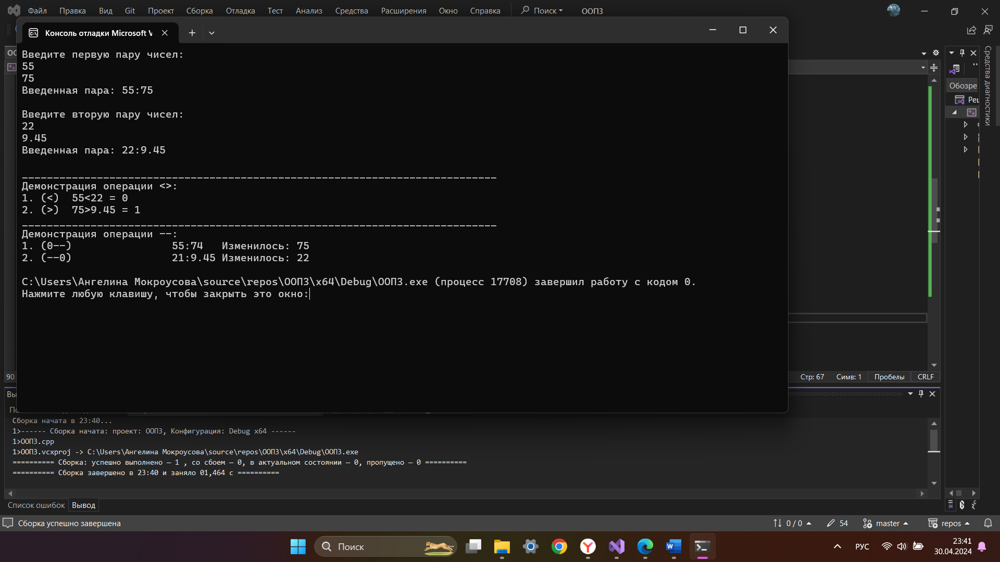 Файл Правка Вид Git Проект Сборка Отладка Тест Анализ Средства Расширения Окно Справка Поиск ООП3
Консоль отладки Microsoft V
Введите первую пару чисел:
55
75
Введенная пара: 55:75
Введите вторую пару чисел:
22
9.45
Введенная пара: 22:9.45
____________________________________________________________________________
Демонстрация операции <>:
1. (<)  55<22 = 0
2. (>)  75>9.45 = 1
____________________________________________________________________________
Демонстрация операции --:
1. (0--)                55:74   Изменилось: 75
2. (--0)                21:9.45 Изменилось: 22
C:\Users\Ангелина Мокроусова\source\repos\ООП3\x64\Debug\ООП3.exe (процесс 17708) завершил работу с кодом 0.
Нажмите любую клавишу, чтобы закрыть это окно:
Обозре
Средства диагностики
90
Стр: 67 Симв: 1 Пробелы CRLF
Сборка начата в 23:40...
1>------ Сборка начата: проект: ООП3, Конфигурация: Debug x64 ------
1>ООП3.cpp
1>ООП3.vcxproj -> C:\Users\Ангелина Мокроусова\source\repos\ООП3\x64\Debug\ООП3.exe
========== Сборка: успешно выполнено — 1 , со сбоем — 0, в актуальном состоянии — 0, пропущено — 0 ==========
========== Сборка завершено в 23:40 и заняло 01,464 с ==========
Список ошибок Вывод
Сборка успешно завершена 0 / 0 54 master repos
Поиск РУС 23:41
30.04.2024